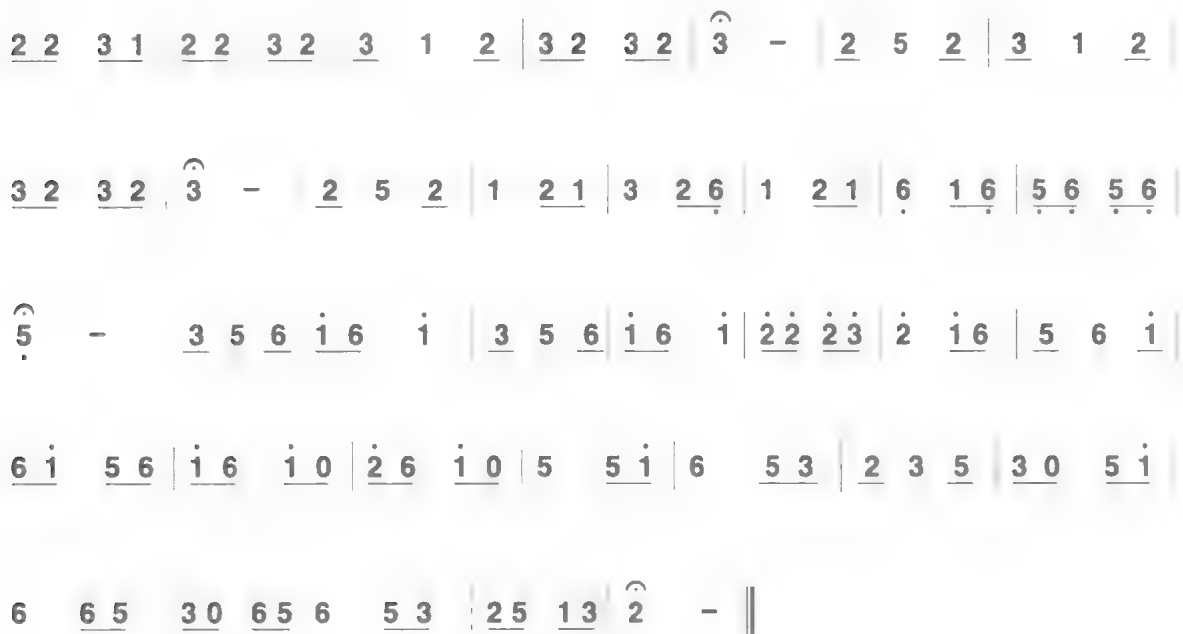 2 2 3 1 2 2 3 2 3 1 2 | 3 2 3 2 | 3 - | 2 5 2 | 3 1 2 |
3 2 3 2 | 3 - | 2 5 2 | 1 2 1 | 3 2 6̣ | 1 2 1 | 6̣ 1 6̣ | 5̣ 6̣ 5̣ 6̣ |
5̣ - 3 5 6 1̇ 6 1̇ | 3 5 6 | 1̇ 6 1̇ | 2̇ 2̇ 2̇ 3̇ | 2̇ 1̇ 6 | 5 6 1̇ |
6 1̇ 5 6 | 1̇ 6 1̇ 0 | 2̇ 6 1̇ 0 | 5 5 1̇ | 6 5 3 | 2 3 5 | 3 0 5 1̇ |
6 6 5 3 0 6 5 6 5 3 | 2 5 1 3 | 2 - ‖